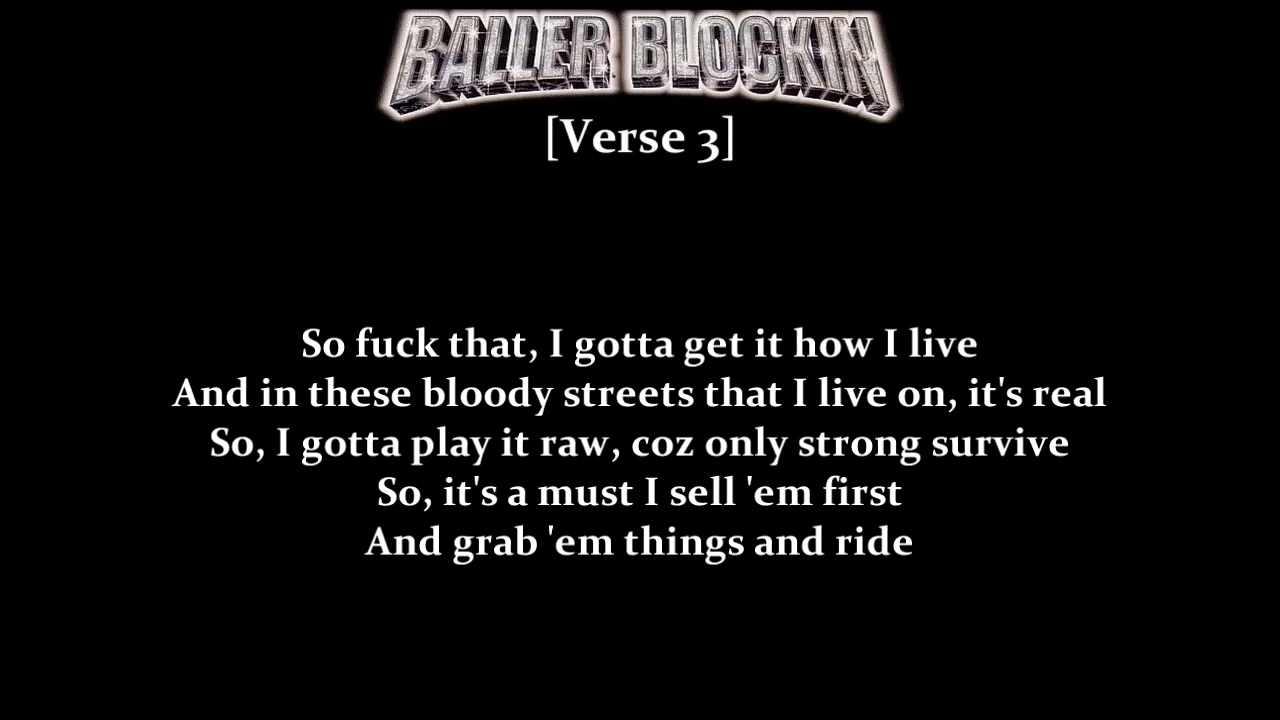 BALLER BLOCKIN
[Verse 3]
So fuck that, I gotta get it how I live
And in these bloody streets that I live on, it's real
So, I gotta play it raw, coz only strong survive
So, it's a must I sell 'em first
And grab 'em things and ride